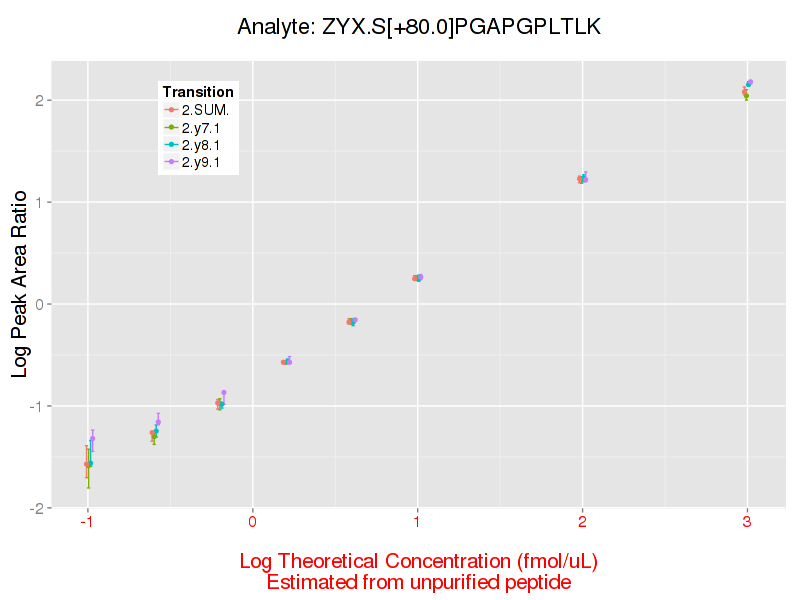 Analyte: ZYX.S[+80.0]PGAPGPLTLK
Transition
2.SUM.
2.y7.1
2.y8.1
2.y9.1
Log Peak Area Ratio
2
1
0
-1
-2
-1 0 1 2 3
Log Theoretical Concentration (fmol/uL)
Estimated from unpurified peptide